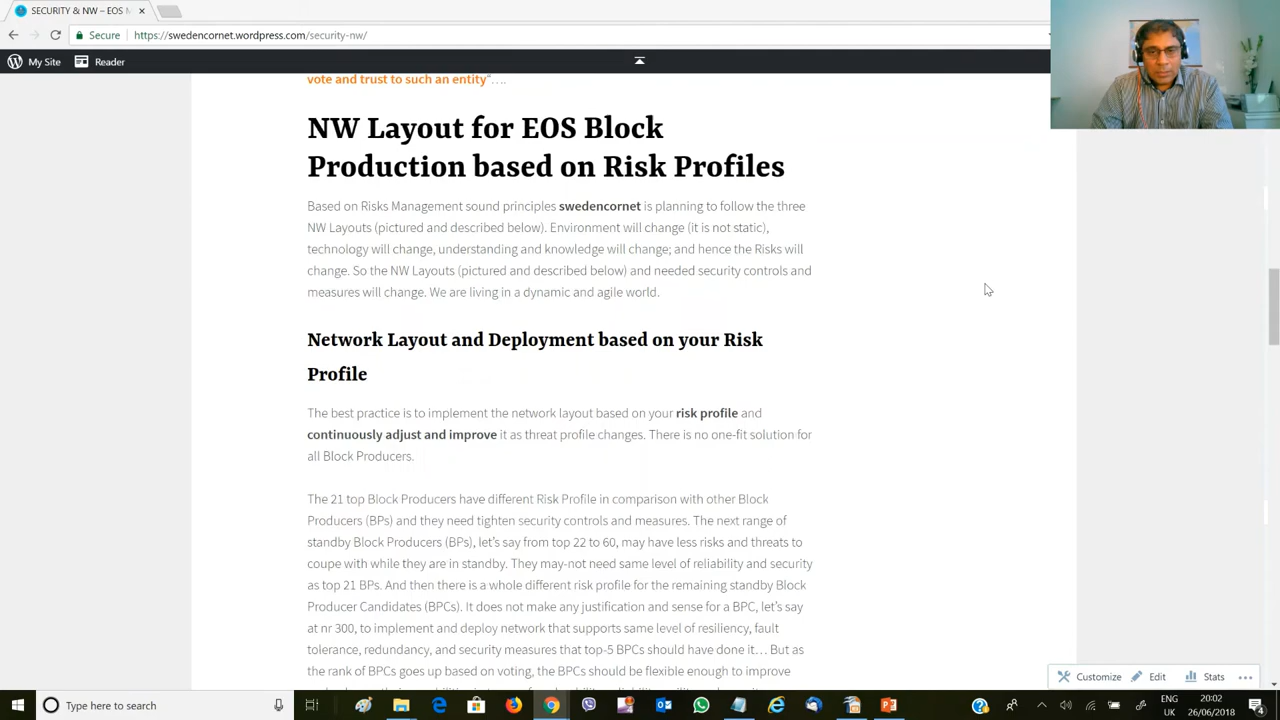 SECURITY & NW – EOS M
Secure
https://swedencornet.wordpress.com/security-nw/
My Site
Reader
vote and trust to such an entity“….
NW Layout for EOS Block
Production based on Risk Profiles
Based on Risks Management sound principles swedencornet is planning to follow the three
NW Layouts (pictured and described below). Environment will change (it is not static),
technology will change, understanding and knowledge will change; and hence the Risks will
change. So the NW Layouts (pictured and described below) and needed security controls and
measures will change. We are living in a dynamic and agile world.
Network Layout and Deployment based on your Risk
Profile
The best practice is to implement the network layout based on your risk profile and
continuously adjust and improve it as threat profile changes. There is no one-fit solution for
all Block Producers.
The 21 top Block Producers have different Risk Profile in comparison with other Block
Producers (BPs) and they need tighten security controls and measures. The next range of
standby Block Producers (BPs), let’s say from top 22 to 60, may have less risks and threats to
coupe with while they are in standby. They may-not need same level of reliability and security
as top 21 BPs. And then there is a whole different risk profile for the remaining standby Block
Producer Candidates (BPCs). It does not make any justification and sense for a BPC, let’s say
at nr 300, to implement and deploy network that supports same level of resiliency, fault
tolerance, redundancy, and security measures that top-5 BPCs should have done it… But as
the rank of BPCs goes up based on voting, the BPCs should be flexible enough to improve
Customize
Edit
Stats
Type here to search
ENG
UK
20:02
26/06/2018